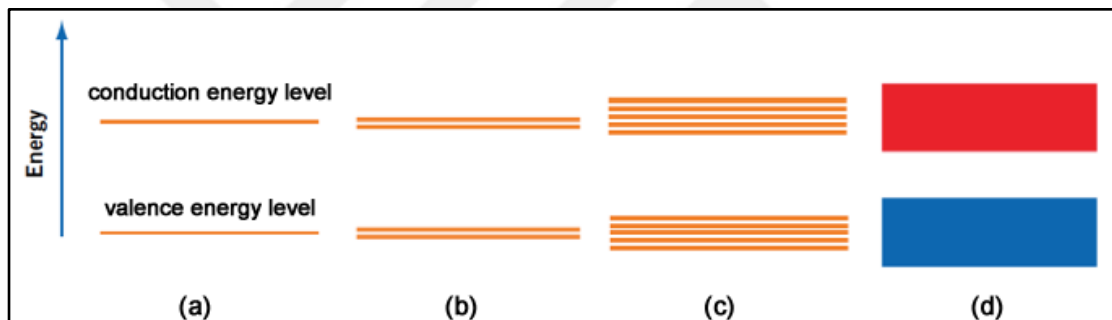 Energy
conduction energy level
valence energy level
(a) (b) (c) (d)